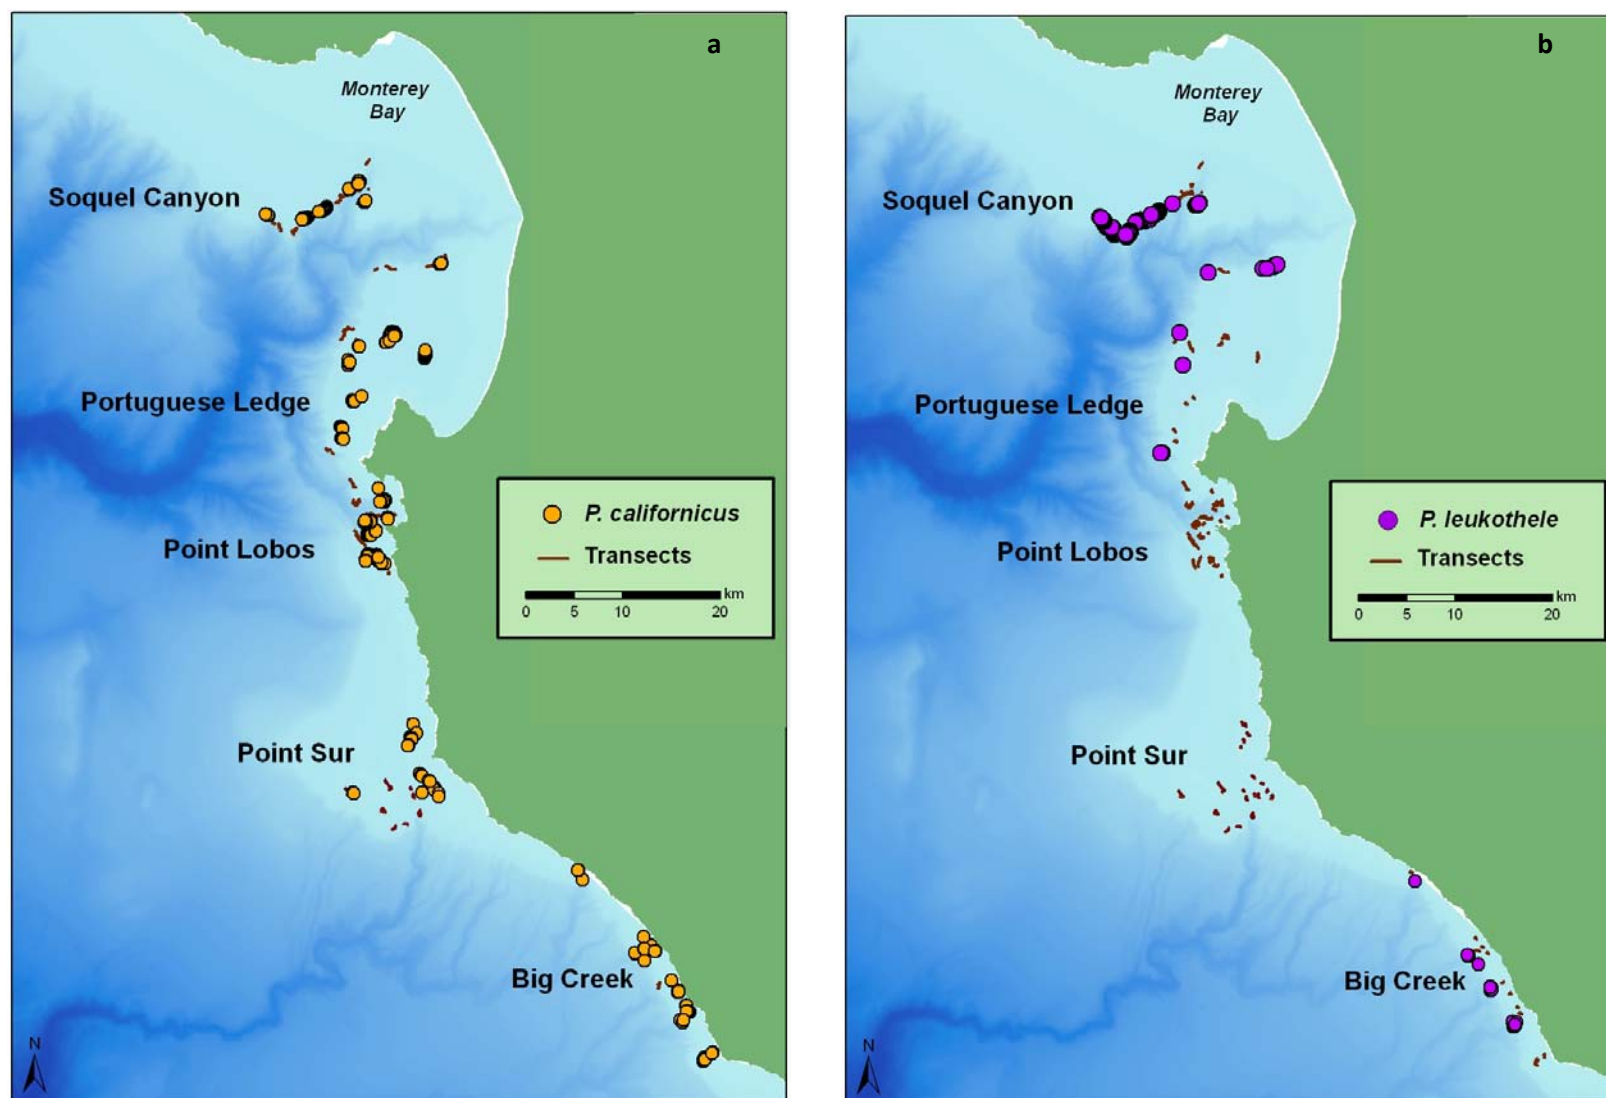 a
Monterey
Bay
Soquel Canyon
Portuguese Ledge
Point Lobos
Point Sur
Big Creek
P. californicus
Transects
km
0 5 10 20
N
b
Monterey
Bay
Soquel Canyon
Portuguese Ledge
Point Lobos
Point Sur
Big Creek
P. leukothele
Transects
km
0 5 10 20
N